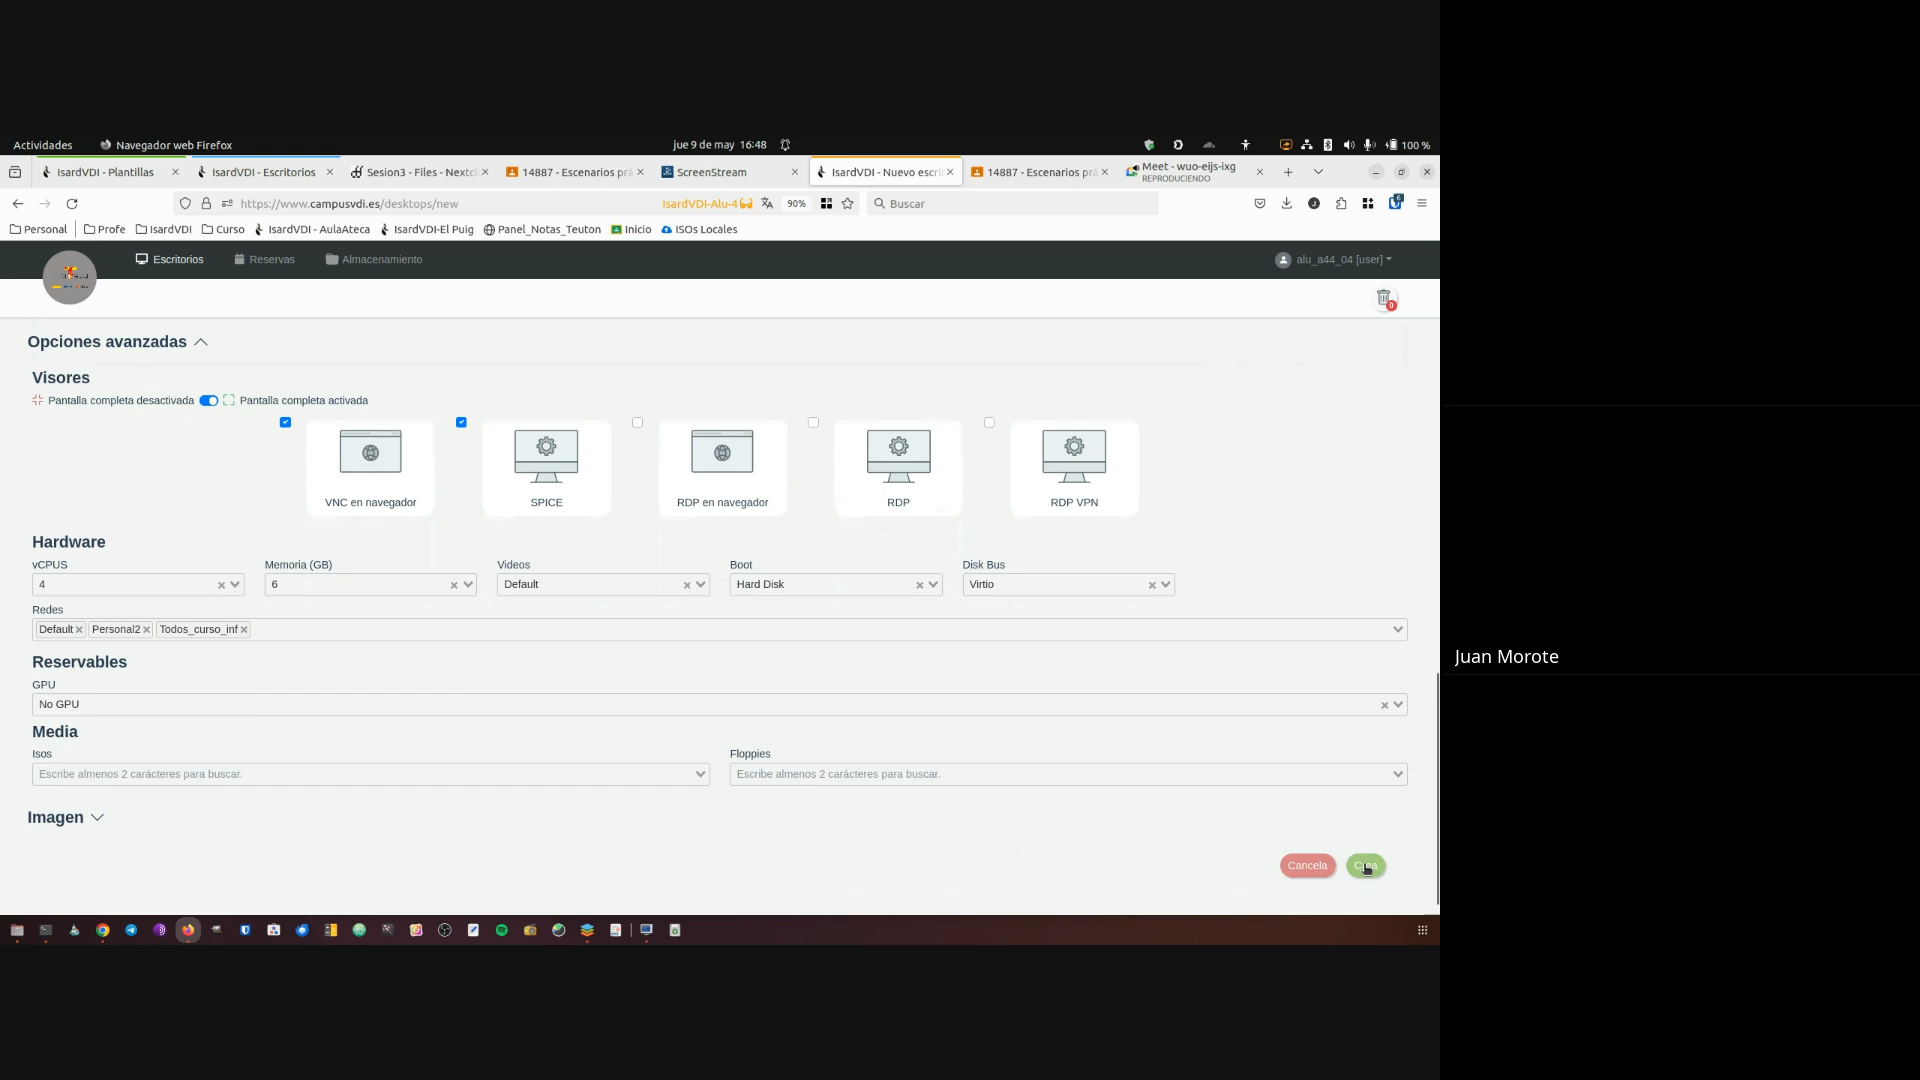 Actividades Navegador web Firefox jue 9 de may 16:48 100 %
IsardVDI - Plantillas IsardVDI - Escritorios Sesion3 - Files - Nextcl 14887 - Escenarios prá ScreenStream IsardVDI - Nuevo escri 14887 - Escenarios prá Meet - wuo-eijs-ixg
REPRODUCIENDO
https://www.campusvdi.es/desktops/new IsardVDI-Alu-4 90% Buscar
Personal Profe IsardVDI Curso IsardVDI - AulaAteca IsardVDI-El Puig Panel_Notas_Teuton Inicio ISOs Locales
Escritorios Reservas Almacenamiento alu_a44_04 [user]
0
Opciones avanzadas
Visores
Pantalla completa desactivada Pantalla completa activada
VNC en navegador SPICE RDP en navegador RDP RDP VPN
Hardware
vCPUS Memoria (GB) Videos Boot Disk Bus
4 6 Default Hard Disk Virtio
Redes
Default Personal2 Todos_curso_inf
Juan Morote
Reservables
GPU
No GPU
Media
Isos Floppies
Escribe almenos 2 carácteres para buscar. Escribe almenos 2 carácteres para buscar.
Imagen
Cancela Crea